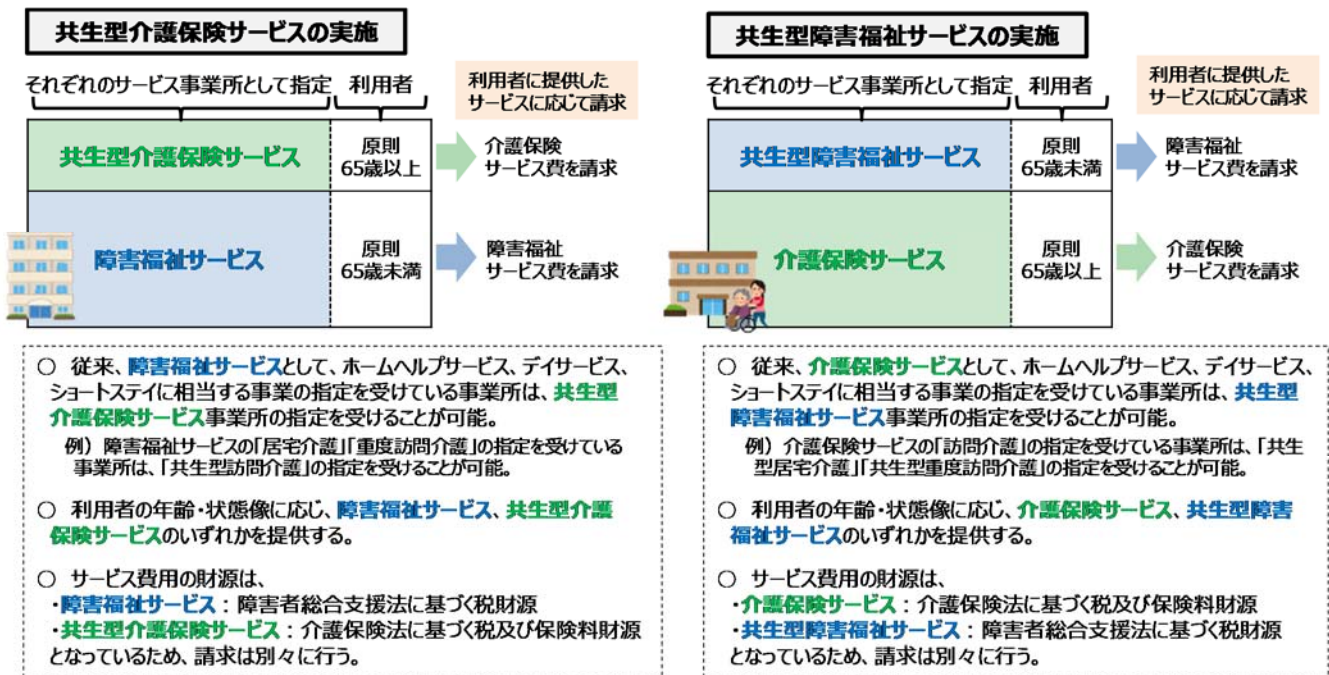 共生型介護保険サービスの実施
それぞれのサービス事業所として指定
利用者
利用者に提供した
サービスに応じて請求
共生型介護保険サービス
原則
65歳以上
介護保険
サービス費を請求
障害福祉サービス
原則
65歳未満
障害福祉
サービス費を請求
○ 従来、障害福祉サービスとして、ホームヘルプサービス、デイサービス、
ショートステイに相当する事業の指定を受けている事業所は、共生型
介護保険サービス事業所の指定を受けることが可能。
例）障害福祉サービスの「居宅介護」「重度訪問介護」の指定を受けている
事業所は、「共生型訪問介護」の指定を受けることが可能。
○ 利用者の年齢・状態像に応じ、障害福祉サービス、共生型介護
保険サービスのいずれかを提供する。
○ サービス費用の財源は、
・障害福祉サービス：障害者総合支援法に基づく税財源
・共生型介護保険サービス：介護保険法に基づく税及び保険料財源
となっているため、請求は別々に行う。
共生型障害福祉サービスの実施
それぞれのサービス事業所として指定
利用者
利用者に提供した
サービスに応じて請求
共生型障害福祉サービス
原則
65歳未満
障害福祉
サービス費を請求
介護保険サービス
原則
65歳以上
介護保険
サービス費を請求
○ 従来、介護保険サービスとして、ホームヘルプサービス、デイサービス、
ショートステイに相当する事業の指定を受けている事業所は、共生型
障害福祉サービス事業所の指定を受けることが可能。
例）介護保険サービスの「訪問介護」の指定を受けている事業所は、「共生
型居宅介護」「共生型重度訪問介護」の指定を受けることが可能。
○ 利用者の年齢・状態像に応じ、介護保険サービス、共生型障害
福祉サービスのいずれかを提供する。
○ サービス費用の財源は、
・介護保険サービス：介護保険法に基づく税及び保険料財源
・共生型障害福祉サービス：障害者総合支援法に基づく税財源
となっているため、請求は別々に行う。